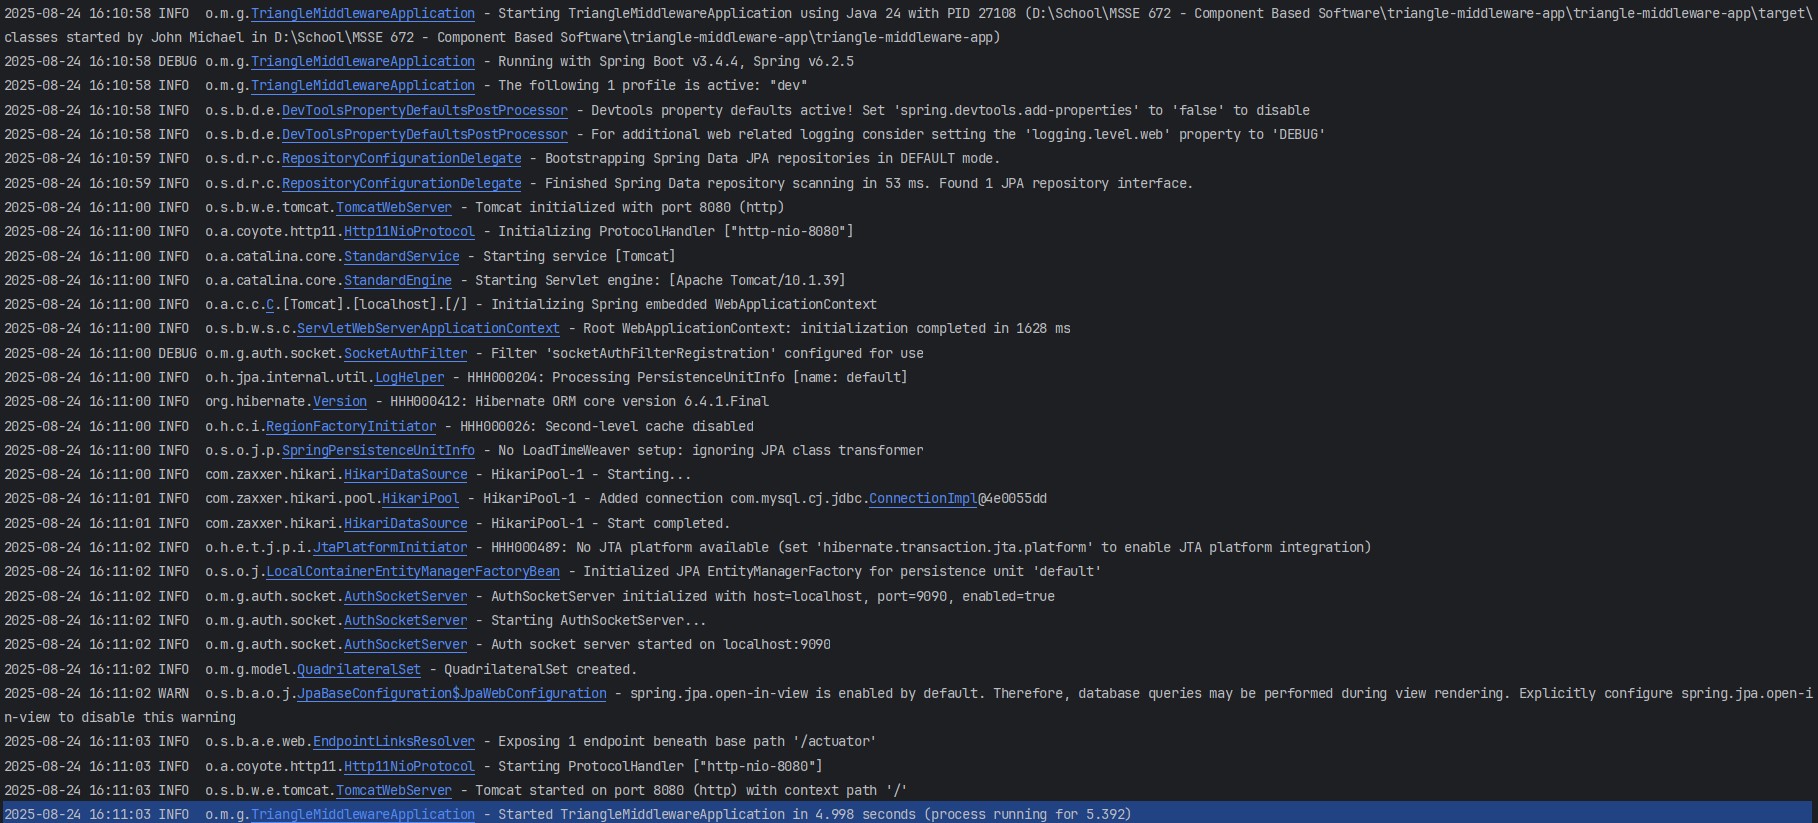 2025-08-24 16:10:58 INFO  o.m.g.TriangleMiddlewareApplication - Starting TriangleMiddlewareApplication using Java 24 with PID 27108 (D:\School\MSSE 672 - Component Based Software\triangle-middleware-app\triangle-middleware-app\target\
classes started by John Michael in D:\School\MSSE 672 - Component Based Software\triangle-middleware-app\triangle-middleware-app)
2025-08-24 16:10:58 DEBUG o.m.g.TriangleMiddlewareApplication - Running with Spring Boot v3.4.4, Spring v6.2.5
2025-08-24 16:10:58 INFO  o.m.g.TriangleMiddlewareApplication - The following 1 profile is active: "dev"
2025-08-24 16:10:58 INFO  o.s.b.d.e.DevToolsPropertyDefaultsPostProcessor - Devtools property defaults active! Set 'spring.devtools.add-properties' to 'false' to disable
2025-08-24 16:10:58 INFO  o.s.b.d.e.DevToolsPropertyDefaultsPostProcessor - For additional web related logging consider setting the 'logging.level.web' property to 'DEBUG'
2025-08-24 16:10:59 INFO  o.s.d.r.c.RepositoryConfigurationDelegate - Bootstrapping Spring Data JPA repositories in DEFAULT mode.
2025-08-24 16:10:59 INFO  o.s.d.r.c.RepositoryConfigurationDelegate - Finished Spring Data repository scanning in 53 ms. Found 1 JPA repository interface.
2025-08-24 16:11:00 INFO  o.s.b.w.e.tomcat.TomcatWebServer - Tomcat initialized with port 8080 (http)
2025-08-24 16:11:00 INFO  o.a.coyote.http11.Http11NioProtocol - Initializing ProtocolHandler ["http-nio-8080"]
2025-08-24 16:11:00 INFO  o.a.catalina.core.StandardService - Starting service [Tomcat]
2025-08-24 16:11:00 INFO  o.a.catalina.core.StandardEngine - Starting Servlet engine: [Apache Tomcat/10.1.39]
2025-08-24 16:11:00 INFO  o.a.c.c.C.[Tomcat].[localhost].[/] - Initializing Spring embedded WebApplicationContext
2025-08-24 16:11:00 INFO  o.s.b.w.s.c.ServletWebServerApplicationContext - Root WebApplicationContext: initialization completed in 1628 ms
2025-08-24 16:11:00 DEBUG o.m.g.auth.socket.SocketAuthFilter - Filter 'socketAuthFilterRegistration' configured for use
2025-08-24 16:11:00 INFO  o.h.jpa.internal.util.LogHelper - HHH000204: Processing PersistenceUnitInfo [name: default]
2025-08-24 16:11:00 INFO  org.hibernate.Version - HHH000412: Hibernate ORM core version 6.4.1.Final
2025-08-24 16:11:00 INFO  o.h.c.i.RegionFactoryInitiator - HHH000026: Second-level cache disabled
2025-08-24 16:11:00 INFO  o.s.o.j.p.SpringPersistenceUnitInfo - No LoadTimeWeaver setup: ignoring JPA class transformer
2025-08-24 16:11:00 INFO  com.zaxxer.hikari.HikariDataSource - HikariPool-1 - Starting...
2025-08-24 16:11:01 INFO  com.zaxxer.hikari.pool.HikariPool - HikariPool-1 - Added connection com.mysql.cj.jdbc.ConnectionImpl@4e0055dd
2025-08-24 16:11:01 INFO  com.zaxxer.hikari.HikariDataSource - HikariPool-1 - Start completed.
2025-08-24 16:11:02 INFO  o.h.e.t.j.p.i.JtaPlatformInitiator - HHH000489: No JTA platform available (set 'hibernate.transaction.jta.platform' to enable JTA platform integration)
2025-08-24 16:11:02 INFO  o.s.o.j.LocalContainerEntityManagerFactoryBean - Initialized JPA EntityManagerFactory for persistence unit 'default'
2025-08-24 16:11:02 INFO  o.m.g.auth.socket.AuthSocketServer - AuthSocketServer initialized with host=localhost, port=9090, enabled=true
2025-08-24 16:11:02 INFO  o.m.g.auth.socket.AuthSocketServer - Starting AuthSocketServer...
2025-08-24 16:11:02 INFO  o.m.g.auth.socket.AuthSocketServer - Auth socket server started on localhost:9090
2025-08-24 16:11:02 INFO  o.m.g.model.QuadrilateralSet - QuadrilateralSet created.
2025-08-24 16:11:02 WARN  o.s.b.a.o.j.JpaBaseConfiguration$JpaWebConfiguration - spring.jpa.open-in-view is enabled by default. Therefore, database queries may be performed during view rendering. Explicitly configure spring.jpa.open-i
n-view to disable this warning
2025-08-24 16:11:03 INFO  o.s.b.a.e.web.EndpointLinksResolver - Exposing 1 endpoint beneath base path '/actuator'
2025-08-24 16:11:03 INFO  o.a.coyote.http11.Http11NioProtocol - Starting ProtocolHandler ["http-nio-8080"]
2025-08-24 16:11:03 INFO  o.s.b.w.e.tomcat.TomcatWebServer - Tomcat started on port 8080 (http) with context path '/'
2025-08-24 16:11:03 INFO  o.m.g.TriangleMiddlewareApplication - Started TriangleMiddlewareApplication in 4.998 seconds (process running for 5.392)